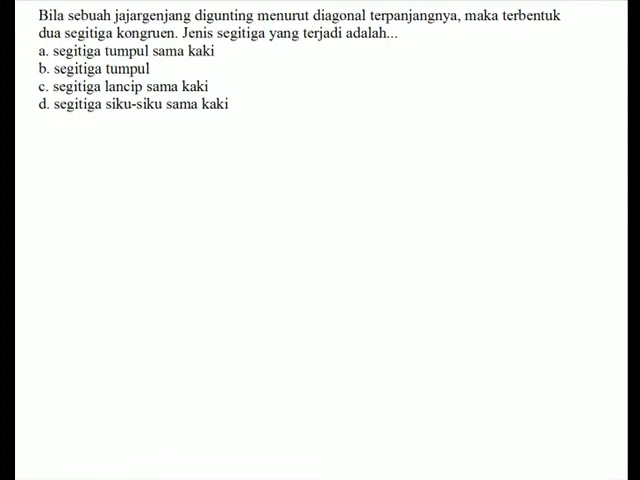 Bila sebuah jajargenjang digunting menurut diagonal terpanjangnya, maka terbentuk
dua segitiga kongruen. Jenis segitiga yang terjadi adalah...
a. segitiga tumpul sama kaki
b. segitiga tumpul
c. segitiga lancip sama kaki
d. segitiga siku-siku sama kaki